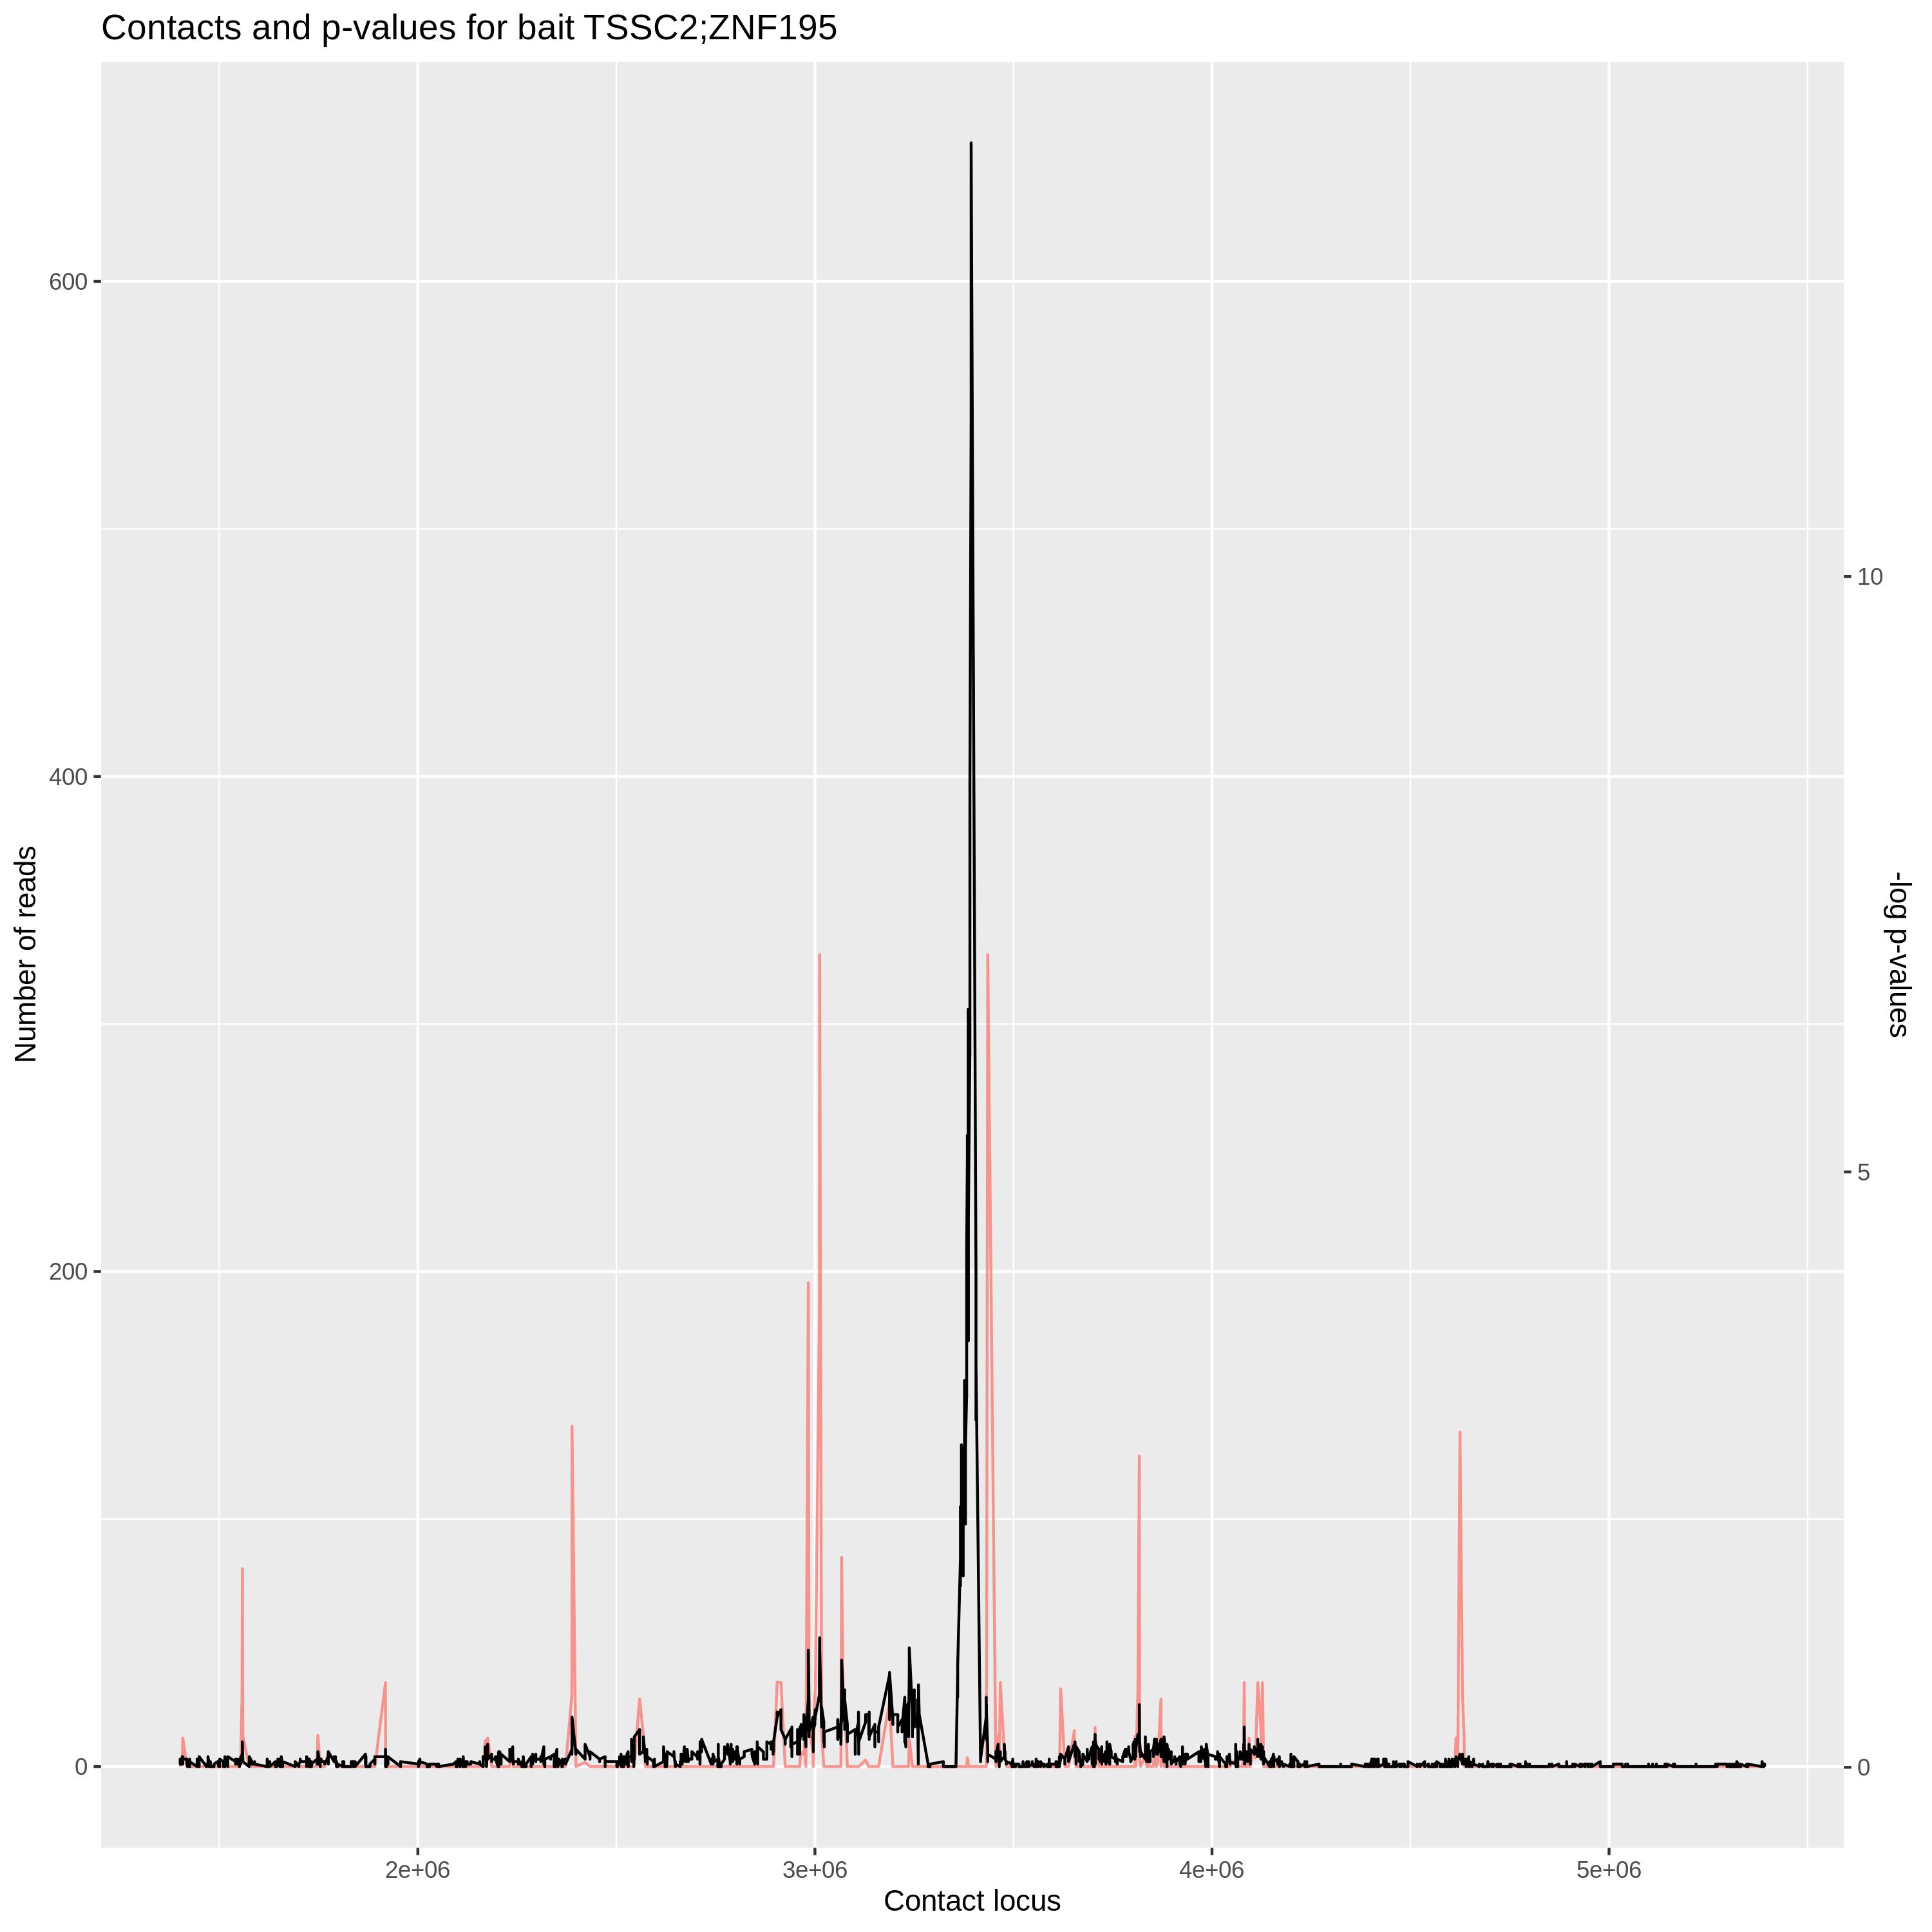 Contacts and p-values for bait TSSC2;ZNF195
600
400
200
0
10
5
0
Number of reads
-log p-values
2e+06
3e+06
4e+06
5e+06
Contact locus